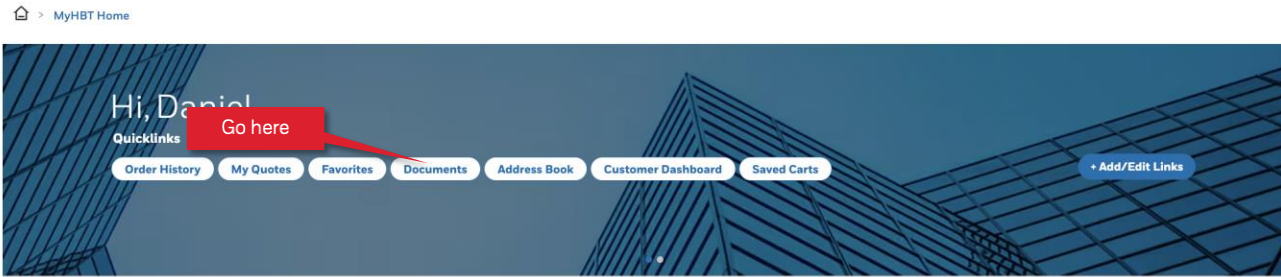 > MyHBT Home
Hi, Daniel
Go here
Quicklinks
Order History My Quotes Favorites Documents Address Book Customer Dashboard Saved Carts + Add/Edit Links